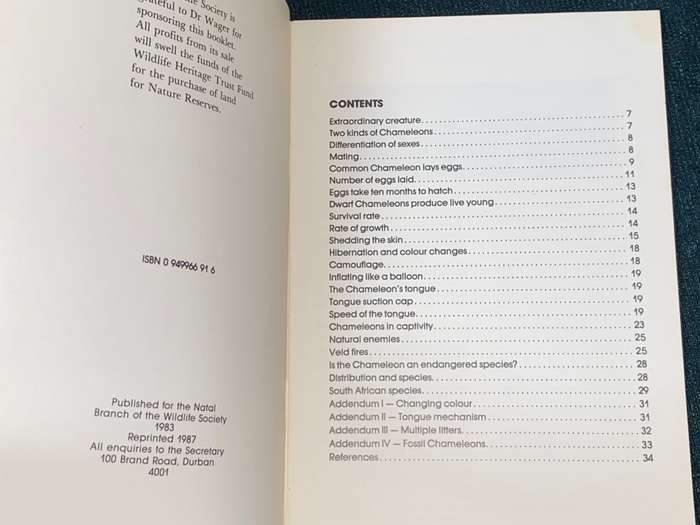 Society is
grateful to Dr Wager for
sponsoring this booklet.
All profits from its sale
will swell the funds of the
Wildlife Heritage Trust Fund
for the purchase of land
for Nature Reserves.
ISBN 0 949966 91 6
Published for the Natal
Branch of the Wildlife Society
1983
Reprinted 1987
All enquiries to the Secretary
100 Brand Road, Durban
4001
CONTENTS
Extraordinary creature 7
Two kinds of Chameleons 7
Differentiation of sexes 8
Mating 8
Common Chameleon lays eggs 9
Number of eggs laid 11
Eggs take ten months to hatch 13
Dwarf Chameleons produce live young 13
Survival rate 14
Rate of growth 14
Shedding the skin 15
Hibernation and colour changes 18
Camouflage 18
Inflating like a balloon 19
The Chameleon's tongue 19
Tongue suction cap 19
Speed of the tongue 19
Chameleons in captivity 23
Natural enemies 25
Veld fires 25
Is the Chameleon an endangered species? 28
Distribution and species 28
South African species 29
Addendum I — Changing colour 31
Addendum II — Tongue mechanism 31
Addendum III — Multiple litters 32
Addendum IV — Fossil Chameleons 33
References 34